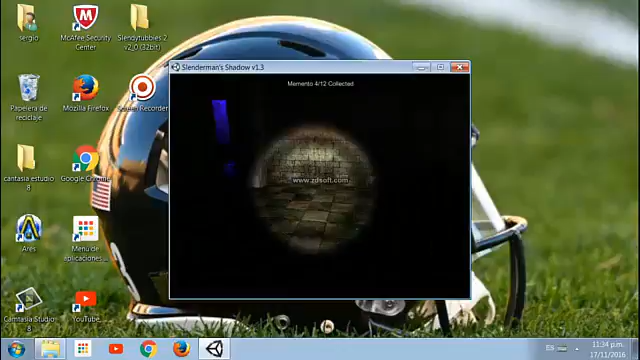 sergio
McAfee Security
Center
Slendytubbies 2
v2_0 (32bit)
Slenderman's Shadow v1.3
Memento 4/12 Collected
Papelera de
reciclaje
Mozilla Firefox
Screen Recorder
www.zdsoft.com
camtasia estudio
8
Google Chrome
Ares
Menú de
aplicaciones...
Camtasia Studio
8
YouTube
11:34 p.m.
17/11/2016